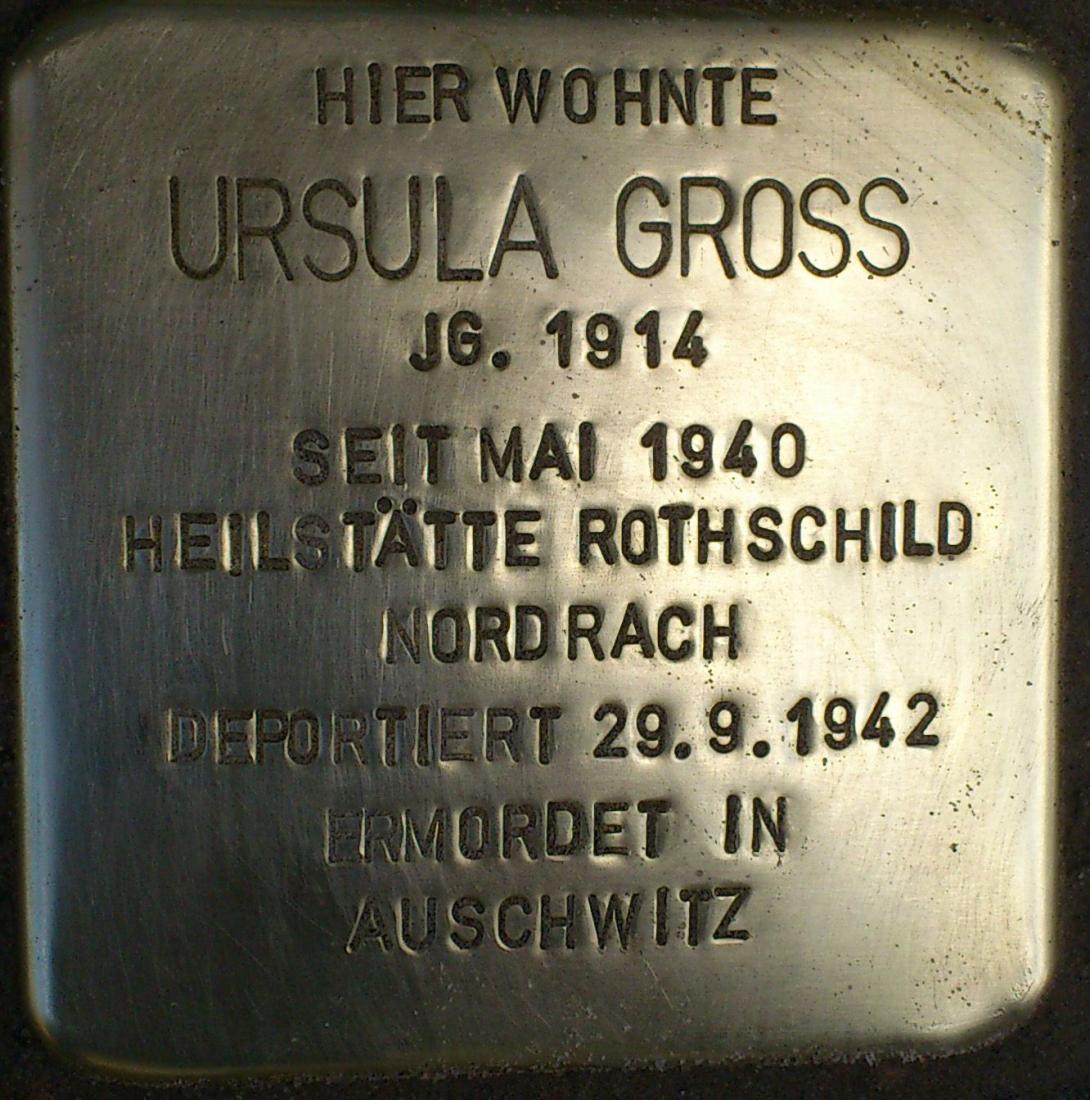 HIER WOHNTE
URSULA GROSS
JG. 1914
SEIT MAI 1940
HEILSTÄTTE ROTHSCHILD
NORDRACH
DEPORTIERT 29.9.1942
ERMORDET IN
AUSCHWITZ